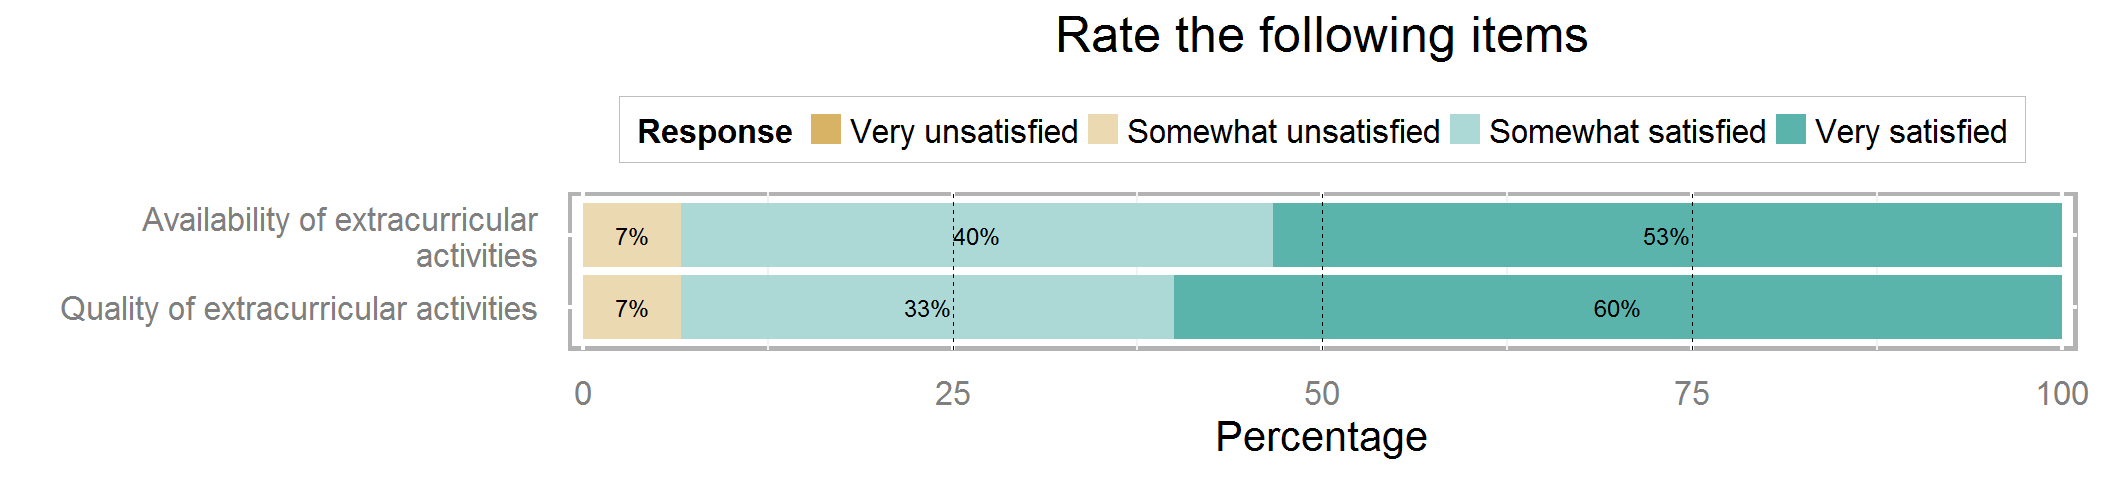 Rate the following items
Response Very unsatisfied Somewhat unsatisfied Somewhat satisfied Very satisfied
Availability of extracurricular
activities
7% 40% 53%
Quality of extracurricular activities
7% 33% 60%
0 25 50 75 100
Percentage